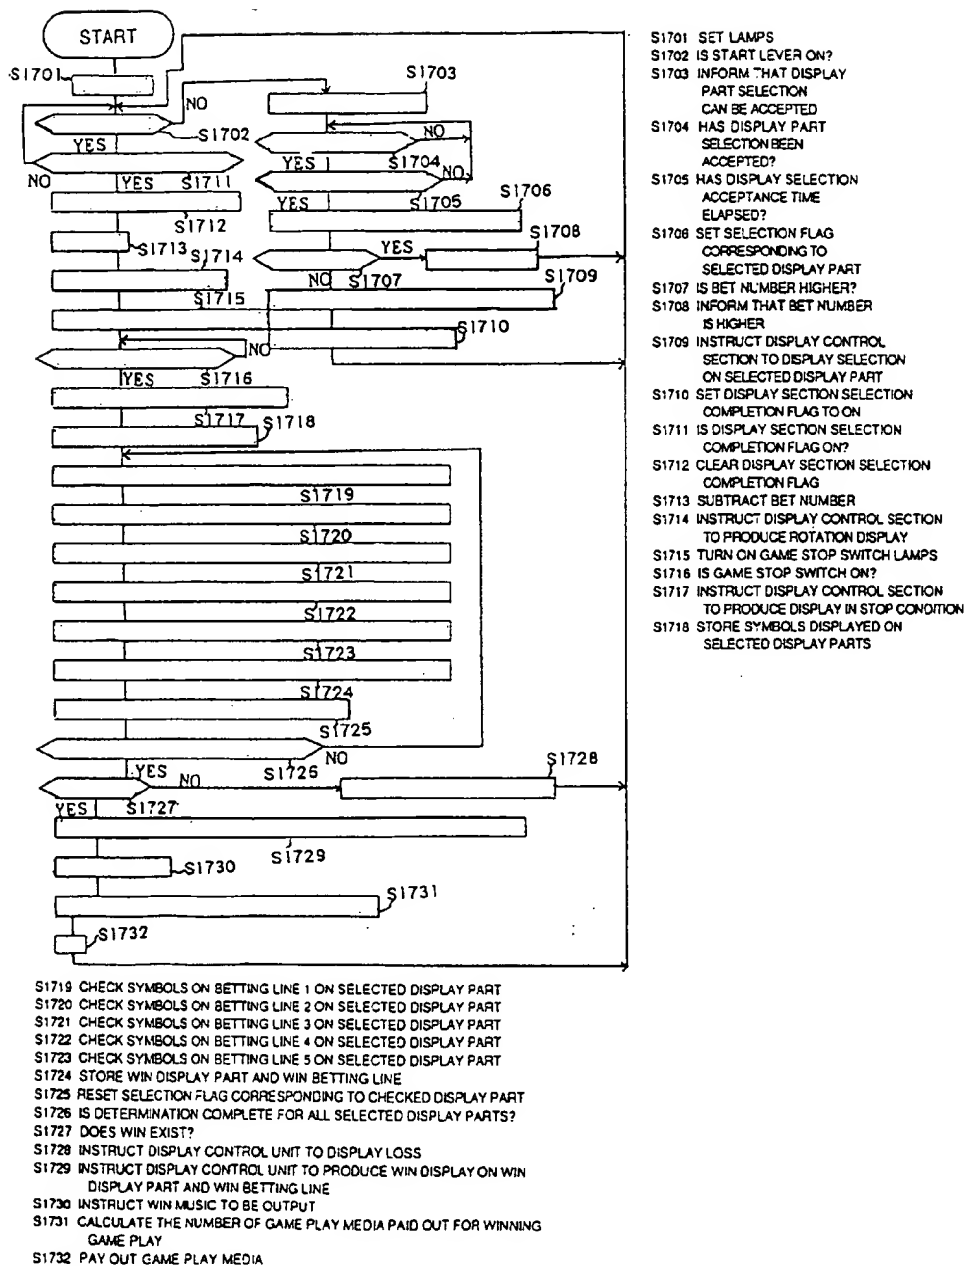 START
S1701
S1703
NO
S1702
NO
YES
YES
S1704
NO
NO
YES
S1711
YES
S1705
S1706
S1712
YES
S1708
S1713
S1714
NO
S1707
S1709
S1715
S1710
NO
YES
S1716
S1717
S1718
S1719
S1720
S1721
S1722
S1723
S1724
S1725
NO
YES
S1726
NO
S1728
YES
S1727
S1729
S1730
S1731
S1732
S1701 SET LAMPS
S1702 IS START LEVER ON?
S1703 INFORM THAT DISPLAY
PART SELECTION
CAN BE ACCEPTED
S1704 HAS DISPLAY PART
SELECTION BEEN
ACCEPTED?
S1705 HAS DISPLAY SELECTION
ACCEPTANCE TIME
ELAPSED?
S1706 SET SELECTION FLAG
CORRESPONDING TO
SELECTED DISPLAY PART
S1707 IS BET NUMBER HIGHER?
S1708 INFORM THAT BET NUMBER
IS HIGHER
S1709 INSTRUCT DISPLAY CONTROL
SECTION TO DISPLAY SELECTION
ON SELECTED DISPLAY PART
S1710 SET DISPLAY SECTION SELECTION
COMPLETION FLAG TO ON
S1711 IS DISPLAY SECTION SELECTION
COMPLETION FLAG ON?
S1712 CLEAR DISPLAY SECTION SELECTION
COMPLETION FLAG
S1713 SUBTRACT BET NUMBER
S1714 INSTRUCT DISPLAY CONTROL SECTION
TO PRODUCE ROTATION DISPLAY
S1715 TURN ON GAME STOP SWITCH LAMPS
S1716 IS GAME STOP SWITCH ON?
S1717 INSTRUCT DISPLAY CONTROL SECTION
TO PRODUCE DISPLAY IN STOP CONDITION
S1718 STORE SYMBOLS DISPLAYED ON
SELECTED DISPLAY PARTS
S1719 CHECK SYMBOLS ON BETTING LINE 1 ON SELECTED DISPLAY PART
S1720 CHECK SYMBOLS ON BETTING LINE 2 ON SELECTED DISPLAY PART
S1721 CHECK SYMBOLS ON BETTING LINE 3 ON SELECTED DISPLAY PART
S1722 CHECK SYMBOLS ON BETTING LINE 4 ON SELECTED DISPLAY PART
S1723 CHECK SYMBOLS ON BETTING LINE 5 ON SELECTED DISPLAY PART
S1724 STORE WIN DISPLAY PART AND WIN BETTING LINE
S1725 RESET SELECTION FLAG CORRESPONDING TO CHECKED DISPLAY PART
S1726 IS DETERMINATION COMPLETE FOR ALL SELECTED DISPLAY PARTS?
S1727 DOES WIN EXIST?
S1728 INSTRUCT DISPLAY CONTROL UNIT TO DISPLAY LOSS
S1729 INSTRUCT DISPLAY CONTROL UNIT TO PRODUCE WIN DISPLAY ON WIN
DISPLAY PART AND WIN BETTING LINE
S1730 INSTRUCT WIN MUSIC TO BE OUTPUT
S1731 CALCULATE THE NUMBER OF GAME PLAY MEDIA PAID OUT FOR WINNING
GAME PLAY
S1732 PAY OUT GAME PLAY MEDIA